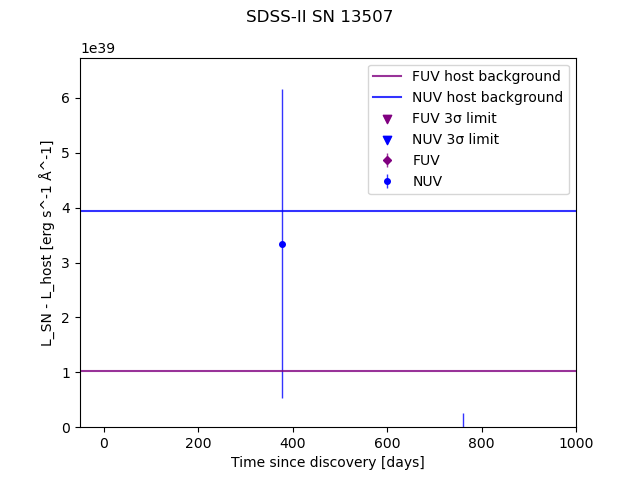 SDSS-II SN 13507
1e39
FUV host background
NUV host background
FUV 3σ limit
NUV 3σ limit
FUV
NUV
L_SN - L_host [erg s^-1 Å^-1]
6
5
4
3
2
1
0
0 200 400 600 800 1000
Time since discovery [days]